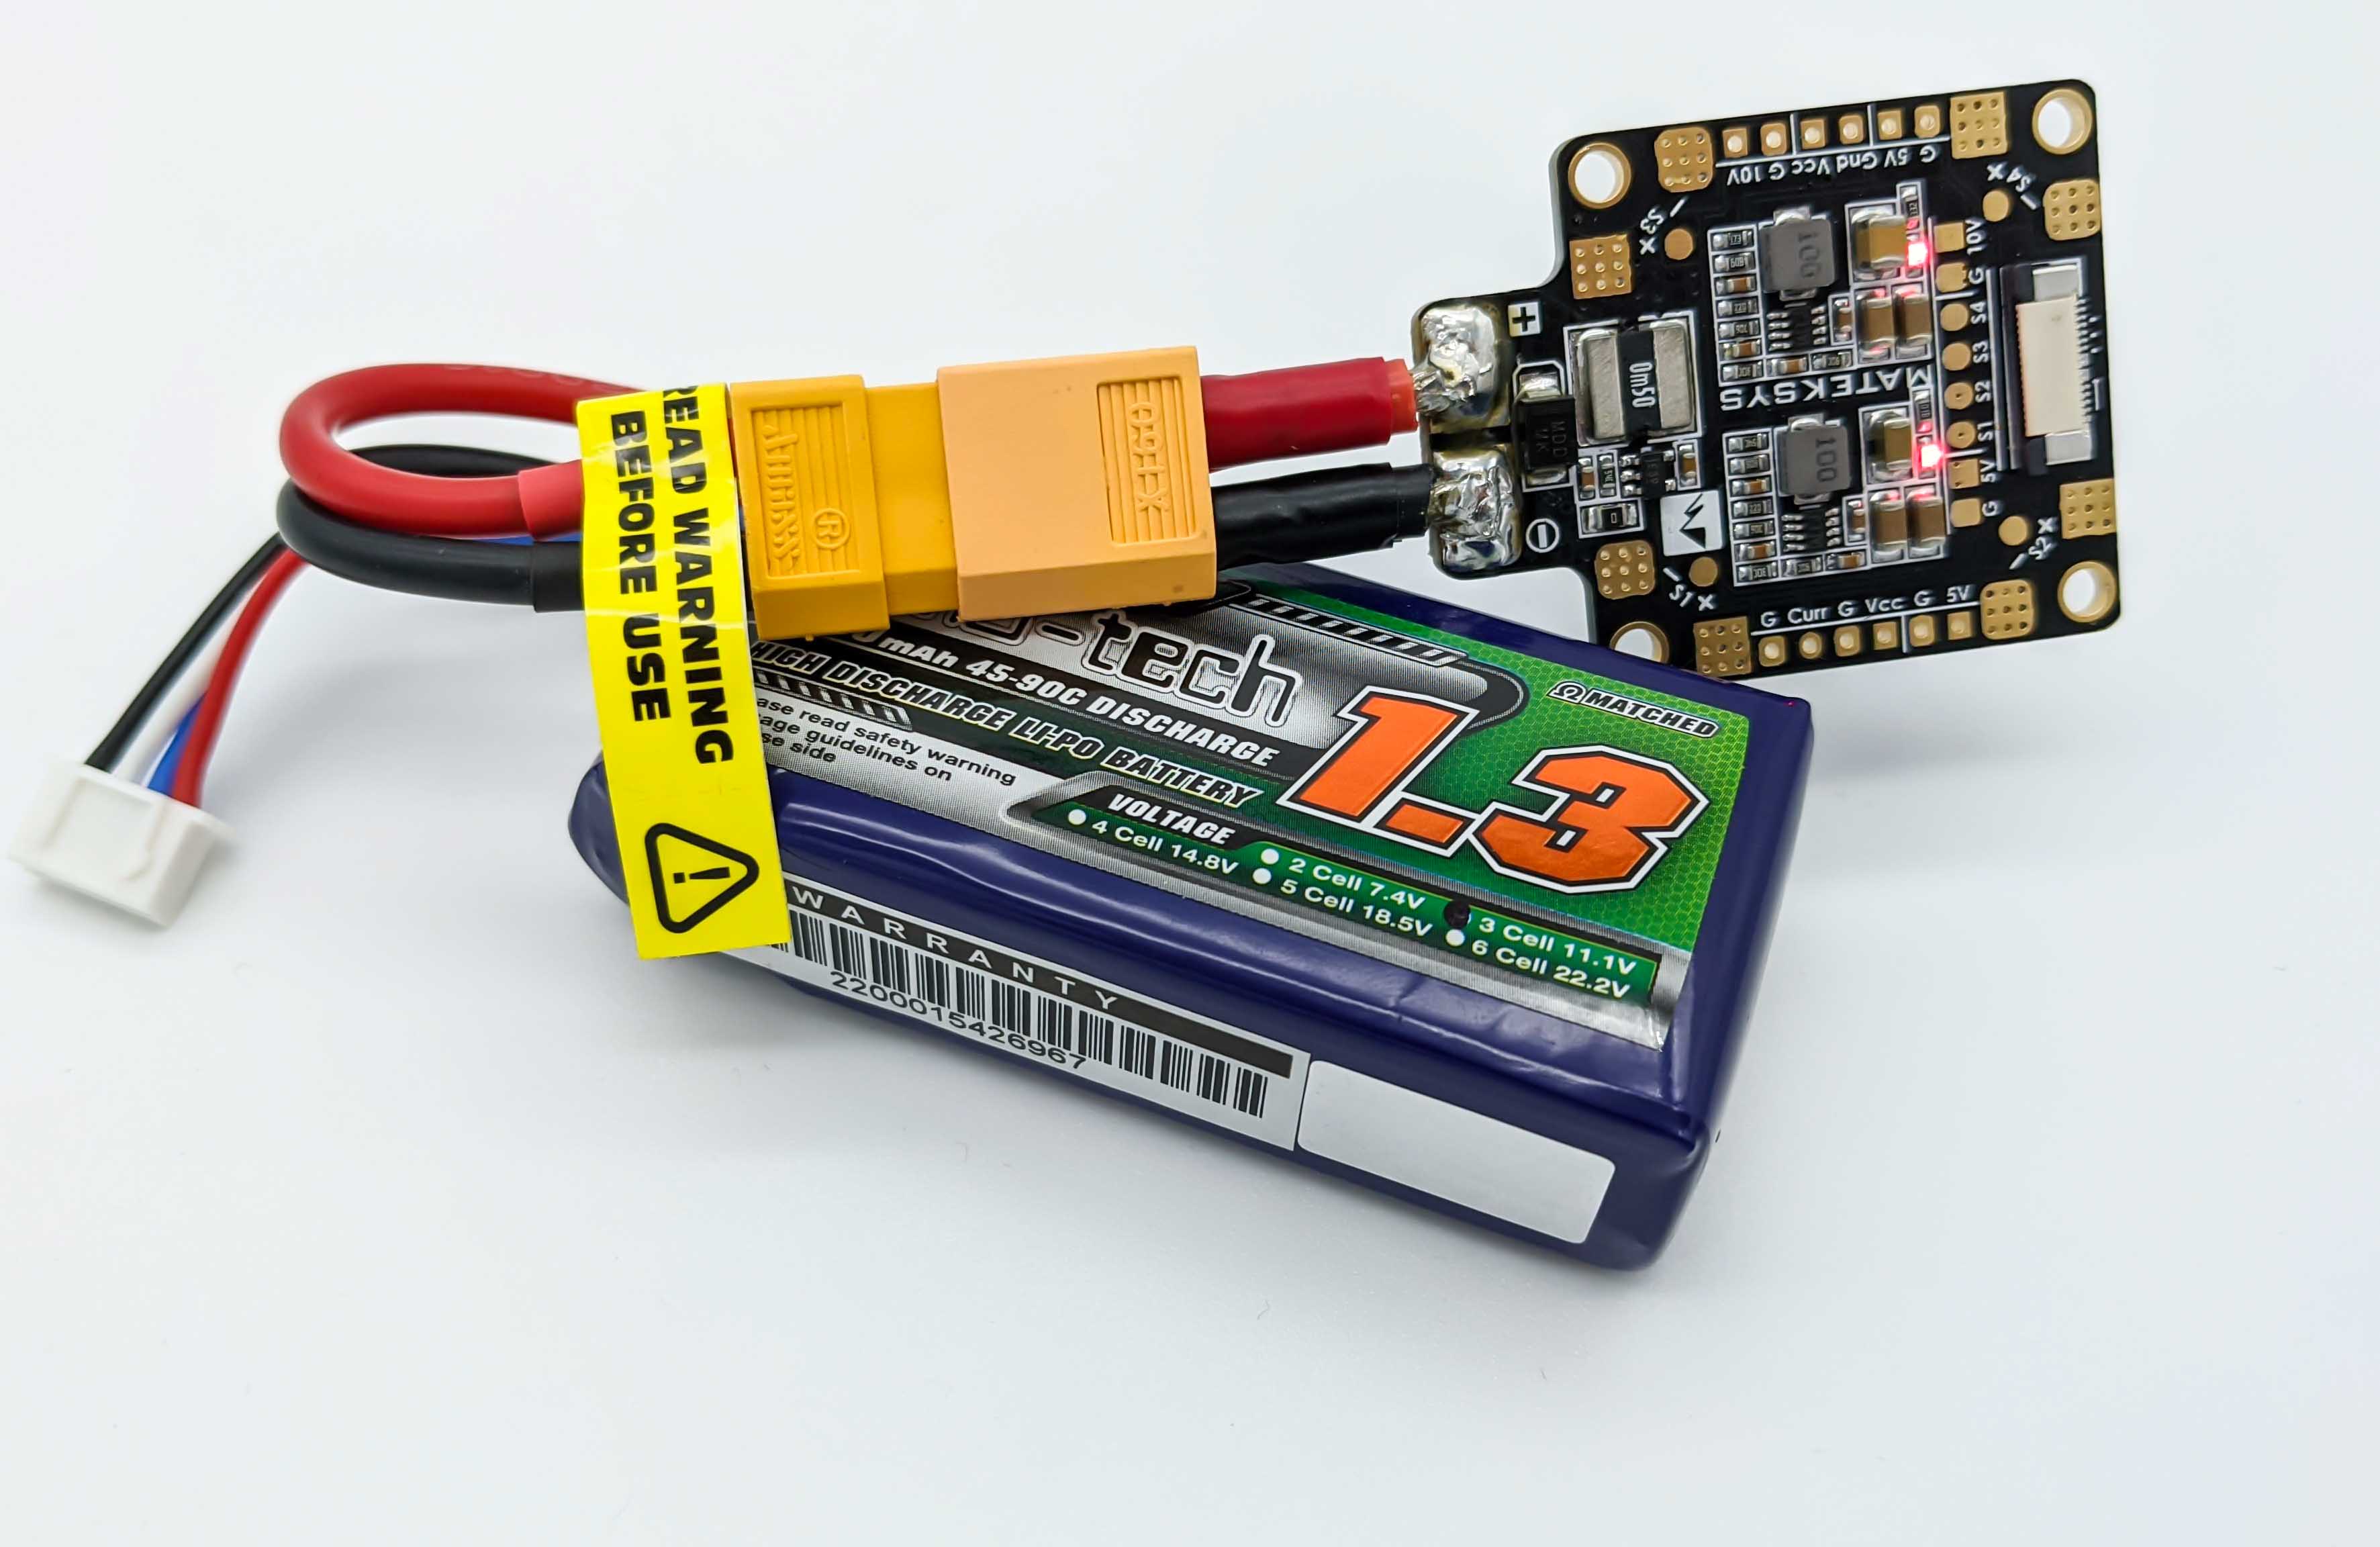 READ WARNING
BEFORE USE
!
Amass
®
XT60
-tech
0mAh 45-90C DISCHARGE
HIGH DISCHARGE LI-PO BATTERY
ase read safety warning
age guidelines on
se side
1.3
Ω MATCHED
VOLTAGE
2 Cell 7.4V
3 Cell 11.1V
4 Cell 14.8V
5 Cell 18.5V
6 Cell 22.2V
WARRANTY
2200015426967
+
−
G 10V
Vcc G
Gnd Vcc
G 5V
S3 X
S4 X
0m50
100
100
MATEKSYS
10V
G
S4
S3
S2
S1
5V
G
S1 X
G Curr G Vcc G 5V